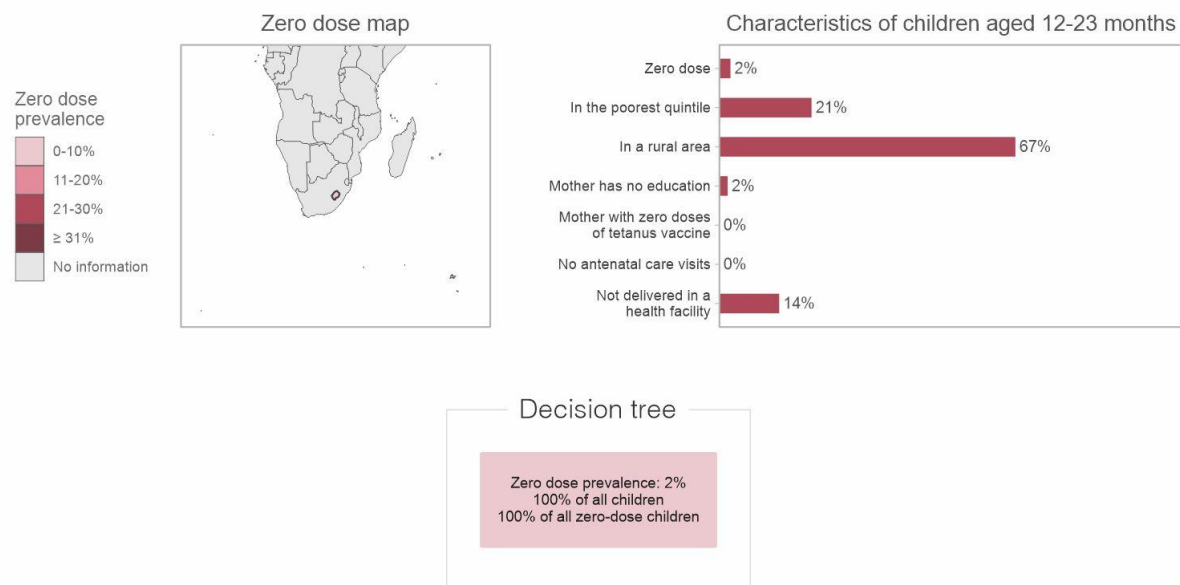 Zero dose map
Zero dose
prevalence
0-10%
11-20%
21-30%
≥ 31%
No information
Characteristics of children aged 12-23 months
Zero dose
2%
In the poorest quintile
21%
In a rural area
67%
Mother has no education
2%
Mother with zero doses
of tetanus vaccine
0%
No antenatal care visits
0%
Not delivered in a
health facility
14%
Decision tree
Zero dose prevalence: 2%
100% of all children
100% of all zero-dose children